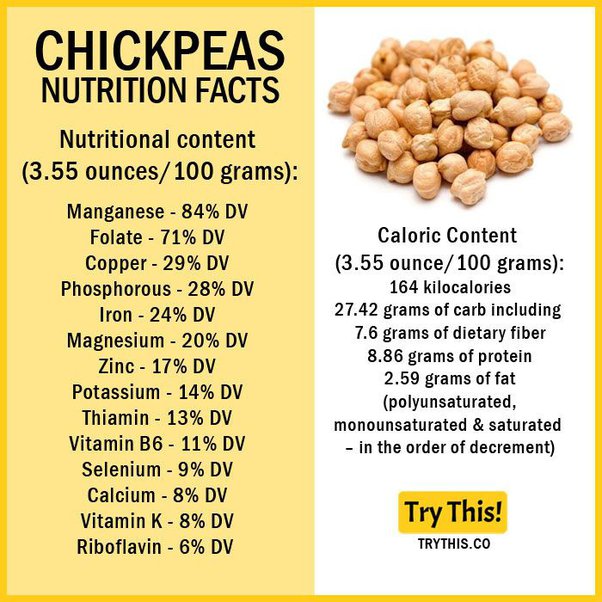 CHICKPEAS
NUTRITION FACTS
Nutritional content
(3.55 ounces/100 grams):
Manganese - 84% DV
Folate - 71% DV
Copper - 29% DV
Phosphorous - 28% DV
Iron - 24% DV
Magnesium - 20% DV
Zinc - 17% DV
Potassium - 14% DV
Thiamin - 13% DV
Vitamin B6 - 11% DV
Selenium - 9% DV
Calcium - 8% DV
Vitamin K - 8% DV
Riboflavin - 6% DV
Caloric Content
(3.55 ounce/100 grams):
164 kilocalories
27.42 grams of carb including
7.6 grams of dietary fiber
8.86 grams of protein
2.59 grams of fat
(polyunsaturated,
monounsaturated & saturated
– in the order of decrement)
Try This!
TRYTHIS.CO